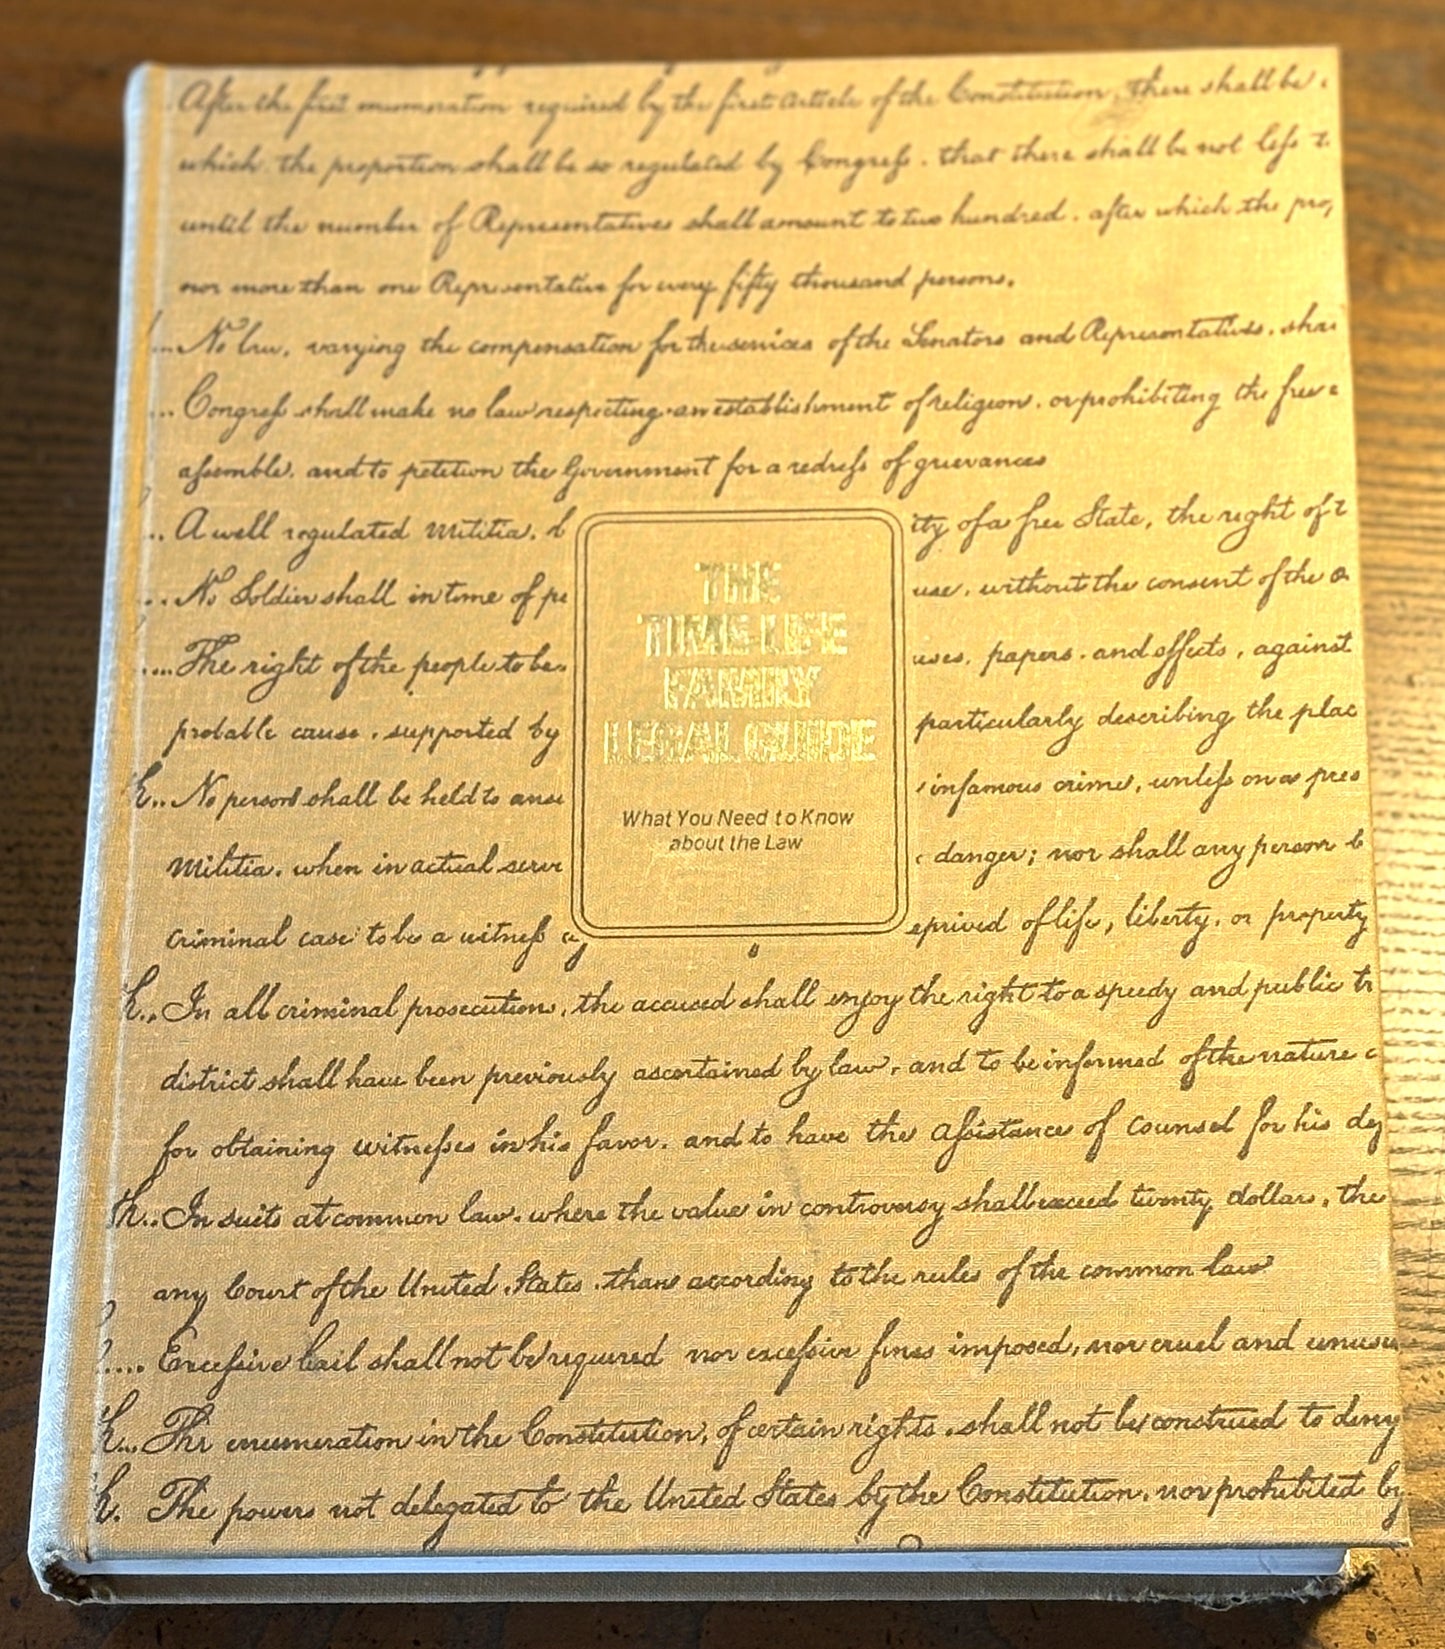 After the first enumeration required by the first Article of the Constitution, there shall be
which the proportion shall be so regulated by Congress, that there shall be not less t
until the number of Representatives shall amount to two hundred, after which the pro
nor more than one Representative for every fifty thousand persons.
No law, varying the compensation for the services of the Senators and Representatives, sha
Congress shall make no law respecting an establishment of religion, or prohibiting the free
assemble, and to petition the Government for a redress of grievances
A well regulated Militia, b
ity of a free State, the right of t
No Soldier shall in time of pe
use, without the consent of the O
The right of the people to be
uses, papers, and effects, against
probable cause, supported by
particularly describing the plac
h... No person shall be held to answ
infamous crime, unless on a pres
Militia, when in actual serv
danger; nor shall any person b
criminal case to be a witness ag
eprived of life, liberty, or property
THE
TIME-LIFE
FAMILY
LEGAL GUIDE
What You Need to Know
about the Law
h... In all criminal prosecutions, the accused shall enjoy the right to a speedy and public tr
district shall have been previously ascertained by law, and to be informed of the nature
for obtaining witnesses in his favor, and to have the Assistance of Counsel for his def
th... In suits at common law, where the value in controversy shall exceed twenty dollars, the
any Court of the United States, than according to the rules of the common law
.... Excessive bail shall not be required nor excessive fines imposed, nor cruel and unusu
h... The enumeration in the Constitution, of certain rights, shall not be construed to deny
h. The powers not delegated to the United States by the Constitution, nor prohibited by